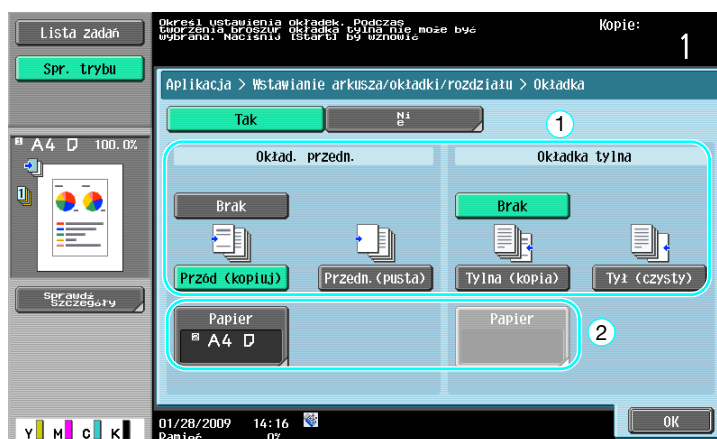 Lista zadań
Spr. trybu
Określ ustawienia okładek. Podczas
tworzenia broszur okładka tylna nie może być
wybrana. Naciśnij [Start] by wznowić
Kopie:
1
Aplikacja > Wstawianie arkusza/okładki/rozdziału > Okładka
Tak
Ni
e
1
A4 100.0%
1
Okład. przedn.
Okładka tylna
Brak
Brak
Przód (kopiuj)
Przedn.(pusta)
Tylna (kopia)
Tył (czysty)
Sprawdź
Szczegóły
Papier
A4
Papier
2
01/28/2009 14:16
Pamięć 0%
OK
Y M C K